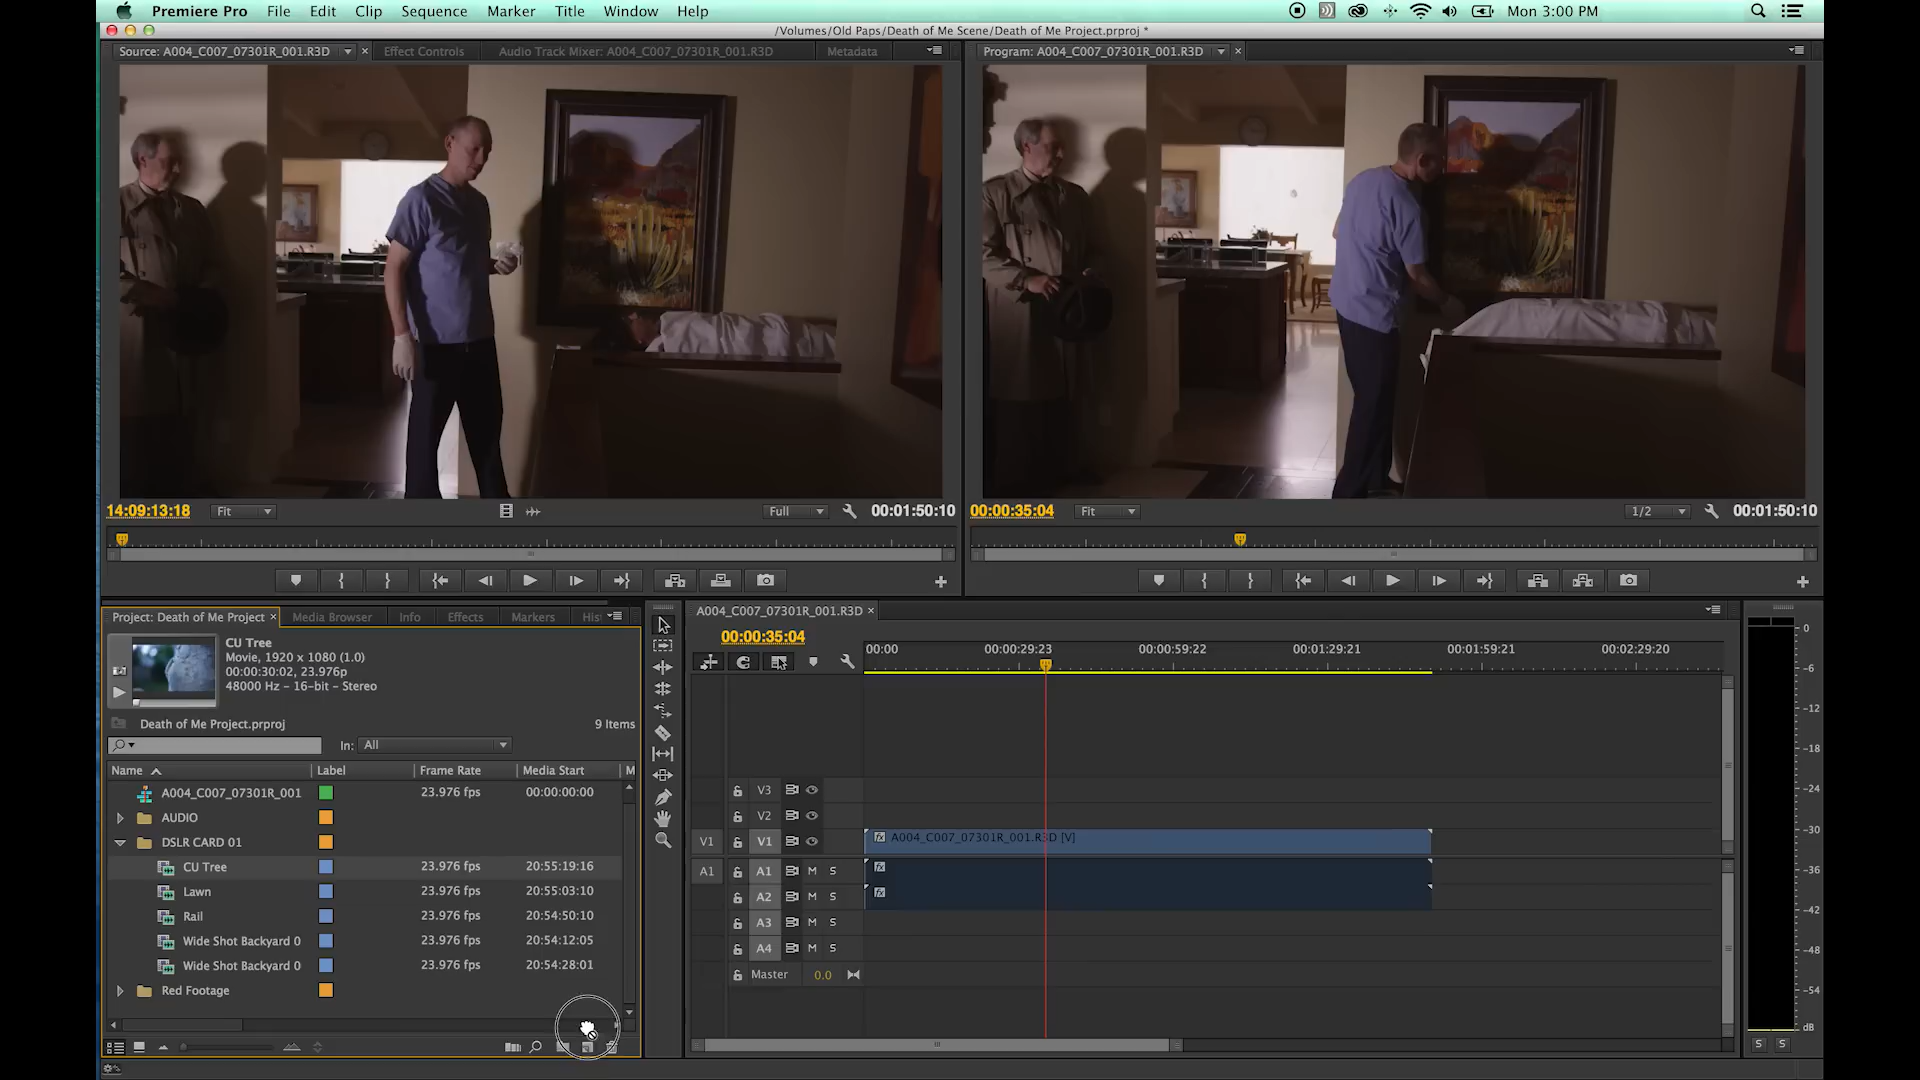 Premiere Pro File Edit Clip Sequence Marker Title Window Help Mon 3:00 PM
/Volumes/Old Paps/Death of Me Scene/Death of Me Project.prproj *
Source: A004_C007_07301R_001.R3D × Effect Controls Audio Track Mixer: A004_C007_07301R_001.R3D Metadata
Program: A004_C007_07301R_001.R3D ×
14:09:13:18 Fit Full 00:01:50:10
00:00:35:04 Fit 1/2 00:01:50:10
Project: Death of Me Project × Media Browser Info Effects Markers His
CU Tree
Movie, 1920 x 1080 (1.0)
00:00:30:02, 23.976p
48000 Hz - 16-bit - Stereo
Death of Me Project.prproj 9 Items
In: All
Name Label Frame Rate Media Start M
A004_C007_07301R_001 23.976 fps 00:00:00:00
AUDIO
DSLR CARD 01
CU Tree 23.976 fps 20:55:19:16
Lawn 23.976 fps 20:55:03:10
Rail 23.976 fps 20:54:50:10
Wide Shot Backyard 0 23.976 fps 20:54:12:05
Wide Shot Backyard 0 23.976 fps 20:54:28:01
Red Footage
A004_C007_07301R_001.R3D ×
00:00:35:04
00:00 00:00:29:23 00:00:59:22 00:01:29:21 00:01:59:21 00:02:29:20
V3
V2
V1 V1 fx A004_C007_07301R_001.R3D [V]
A1 A1 M S fx
A2 M S fx
A3 M S
A4 M S
Master 0.0
0
-6
-12
-18
-24
-30
-36
-42
-48
-54
dB
S S